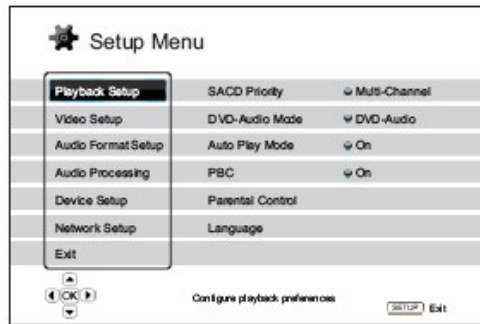 Setup Menu
Playback Setup SACD Priority Multi-Channel
Video Setup DVD-Audio Mode DVD-Audio
Audio Format Setup Auto Play Mode On
Audio Processing PBC On
Device Setup Parental Control
Network Setup Language
Exit
OK Configure playback preferences SETUP Exit